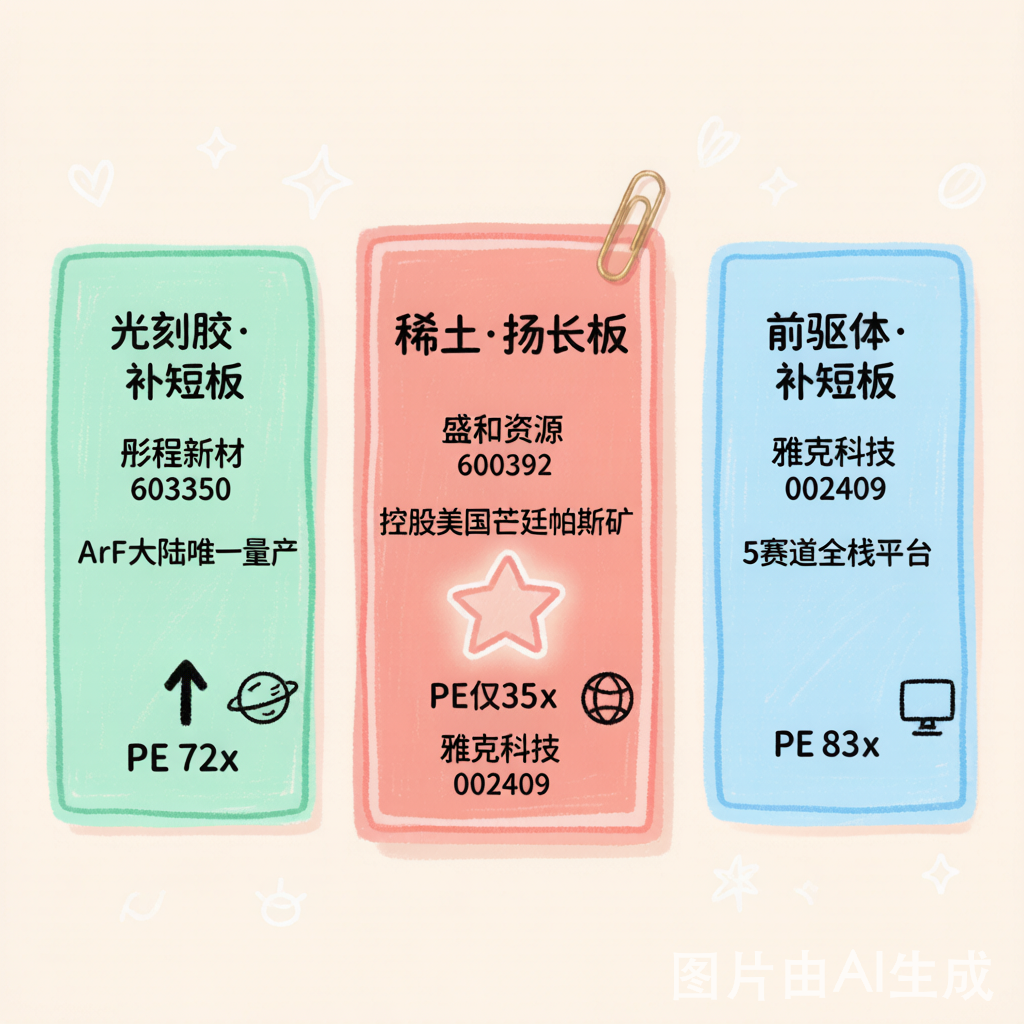 光刻胶·
补短板
彤程新材
603350
ArF大陆唯一量产
PE 72x
稀土·扬长板
盛和资源
600392
控股美国芒廷帕斯矿
PE仅35x
雅克科技
002409
前驱体·
补短板
雅克科技
002409
5赛道全栈平台
PE 83x
图片由AI生成